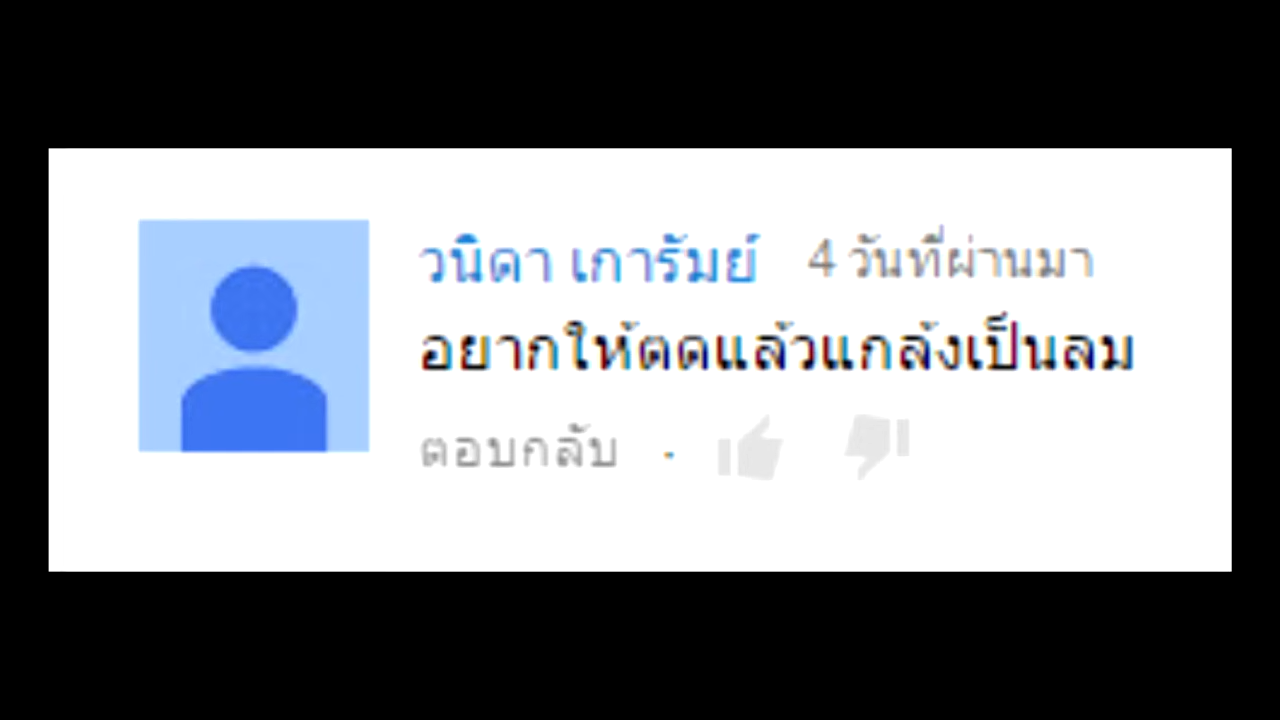 วนิดา เการัมย์ 4 วันที่ผ่านมา
อยากให้ตดแล้วแกล้งเป็นลม
ตอบกลับ ·